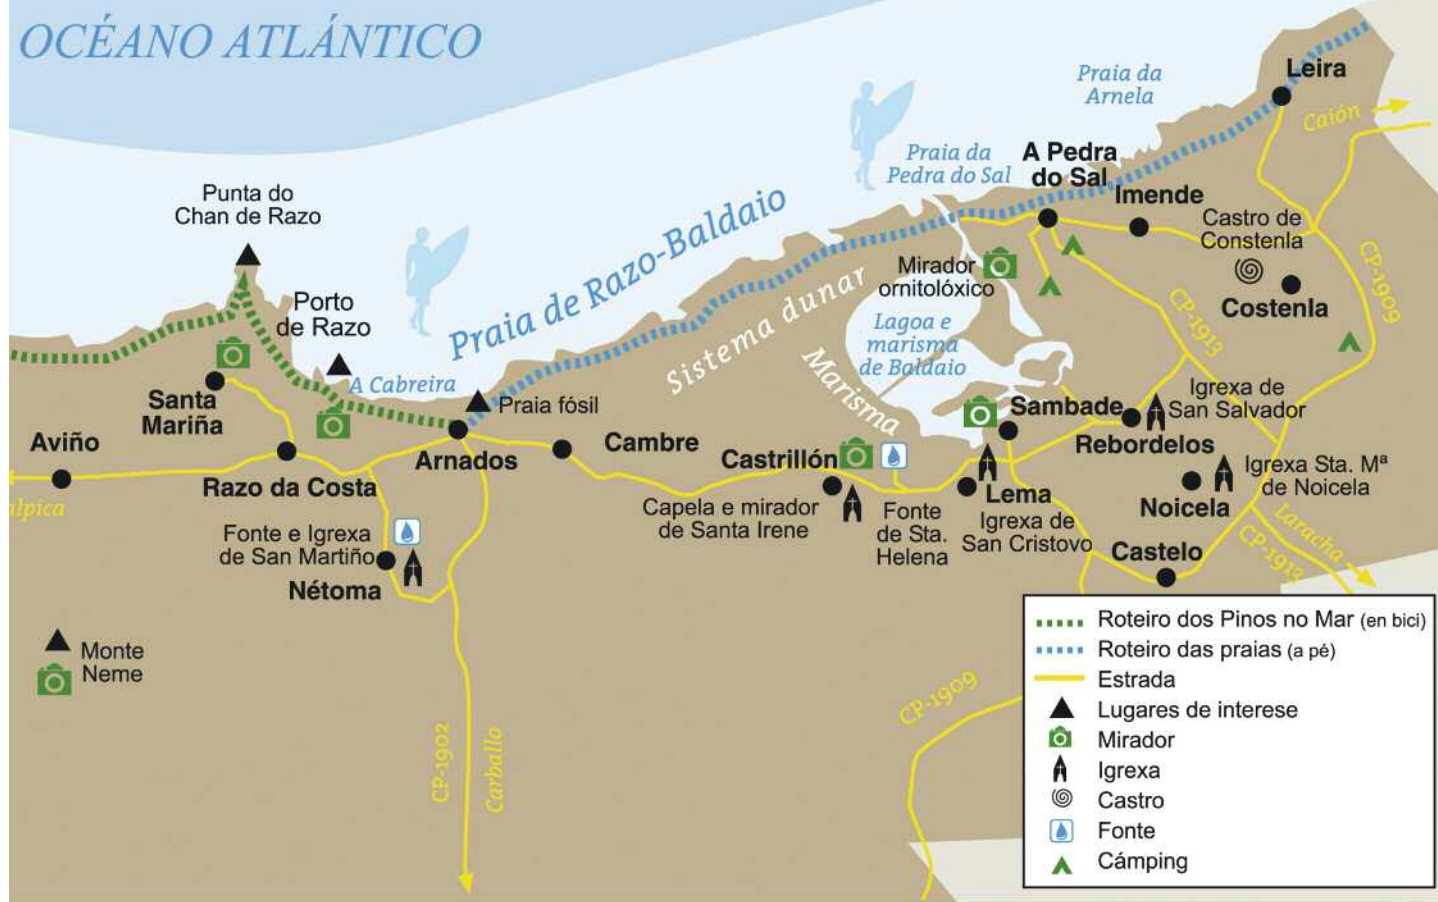 OCÉANO ATLÁNTICO
Leira
Praia da
Arnela
Caión
Praia da
Pedra do Sal
A Pedra
do Sal
Imende
Punta do
Chan de Razo
Praia de Razo-Baldaio
Castro de
Constenla
Costenla
CP-1909
Mirador
ornitolóxico
CP-1913
Porto
de Razo
Sistema dunar
Lagoa e
marisma
de Baldaio
Marisma
A Cabreira
Santa
Mariña
Praia fósil
Igrexa de
San Salvador
Sambade
Rebordelos
Aviño
Arnados
Cambre
Castrillón
Razo da Costa
Igrexa Sta. Mª
de Noicela
Noicela
Lema
alpica
Capela e mirador
de Santa Irene
Fonte
de Sta.
Helena
Igrexa de
San Cristovo
Laracha
CP-1913
Fonte e Igrexa
de San Martiño
Nétoma
Castelo
Monte
Neme
CP-1902
Carballo
CP-1909
Roteiro dos Pinos no Mar (en bici)
Roteiro das praias (a pé)
Estrada
Lugares de interese
Mirador
Igrexa
Castro
Fonte
Cámping